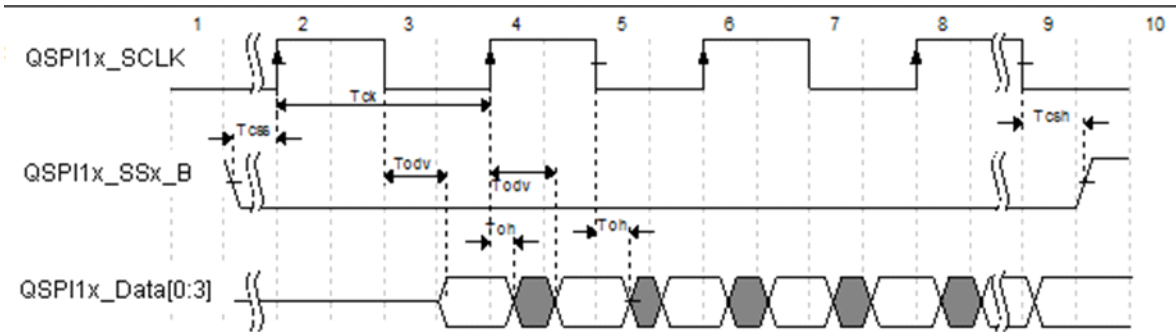 1 2 3 4 5 6 7 8 9 10
QSPI1x_SCLK
Tck
Tcss
Tcsh
QSPI1x_SSx_B
Todv
Todv
Toh
Toh
QSPI1x_Data[0:3]